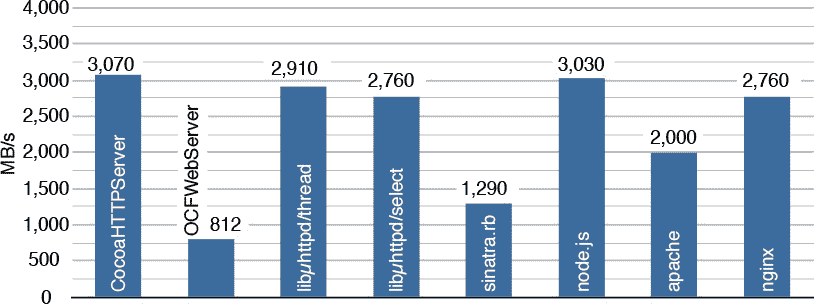 4,000
3,500
3,000
2,500
2,000
1,500
1,000
500
0
MB/s
3,070
CocoaHTTPServer
812
OCFWebServer
2,910
libμhttpd/thread
2,760
libμhttpd/select
1,290
sinatra.rb
3,030
node.js
2,000
apache
2,760
nginx